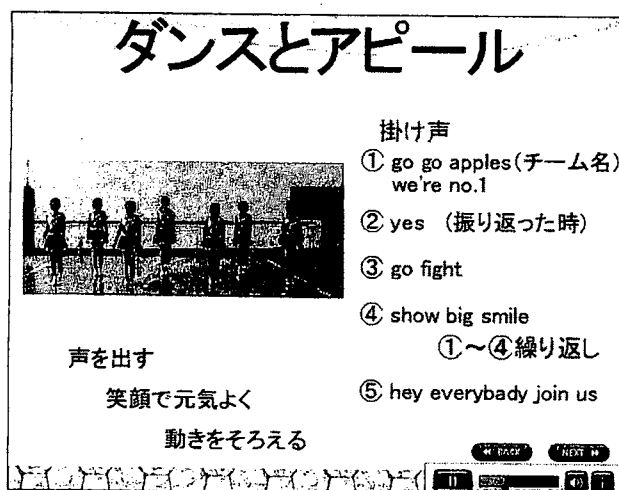 ダンスとアピール
掛け声
① go go apples(チーム名)
we're no.1
② yes (振り返った時)
③ go fight
④ show big smile
①～④繰り返し
⑤ hey everybady join us
声を出す
笑顔で元気よく
動きをそろえる
BACK
NEXT